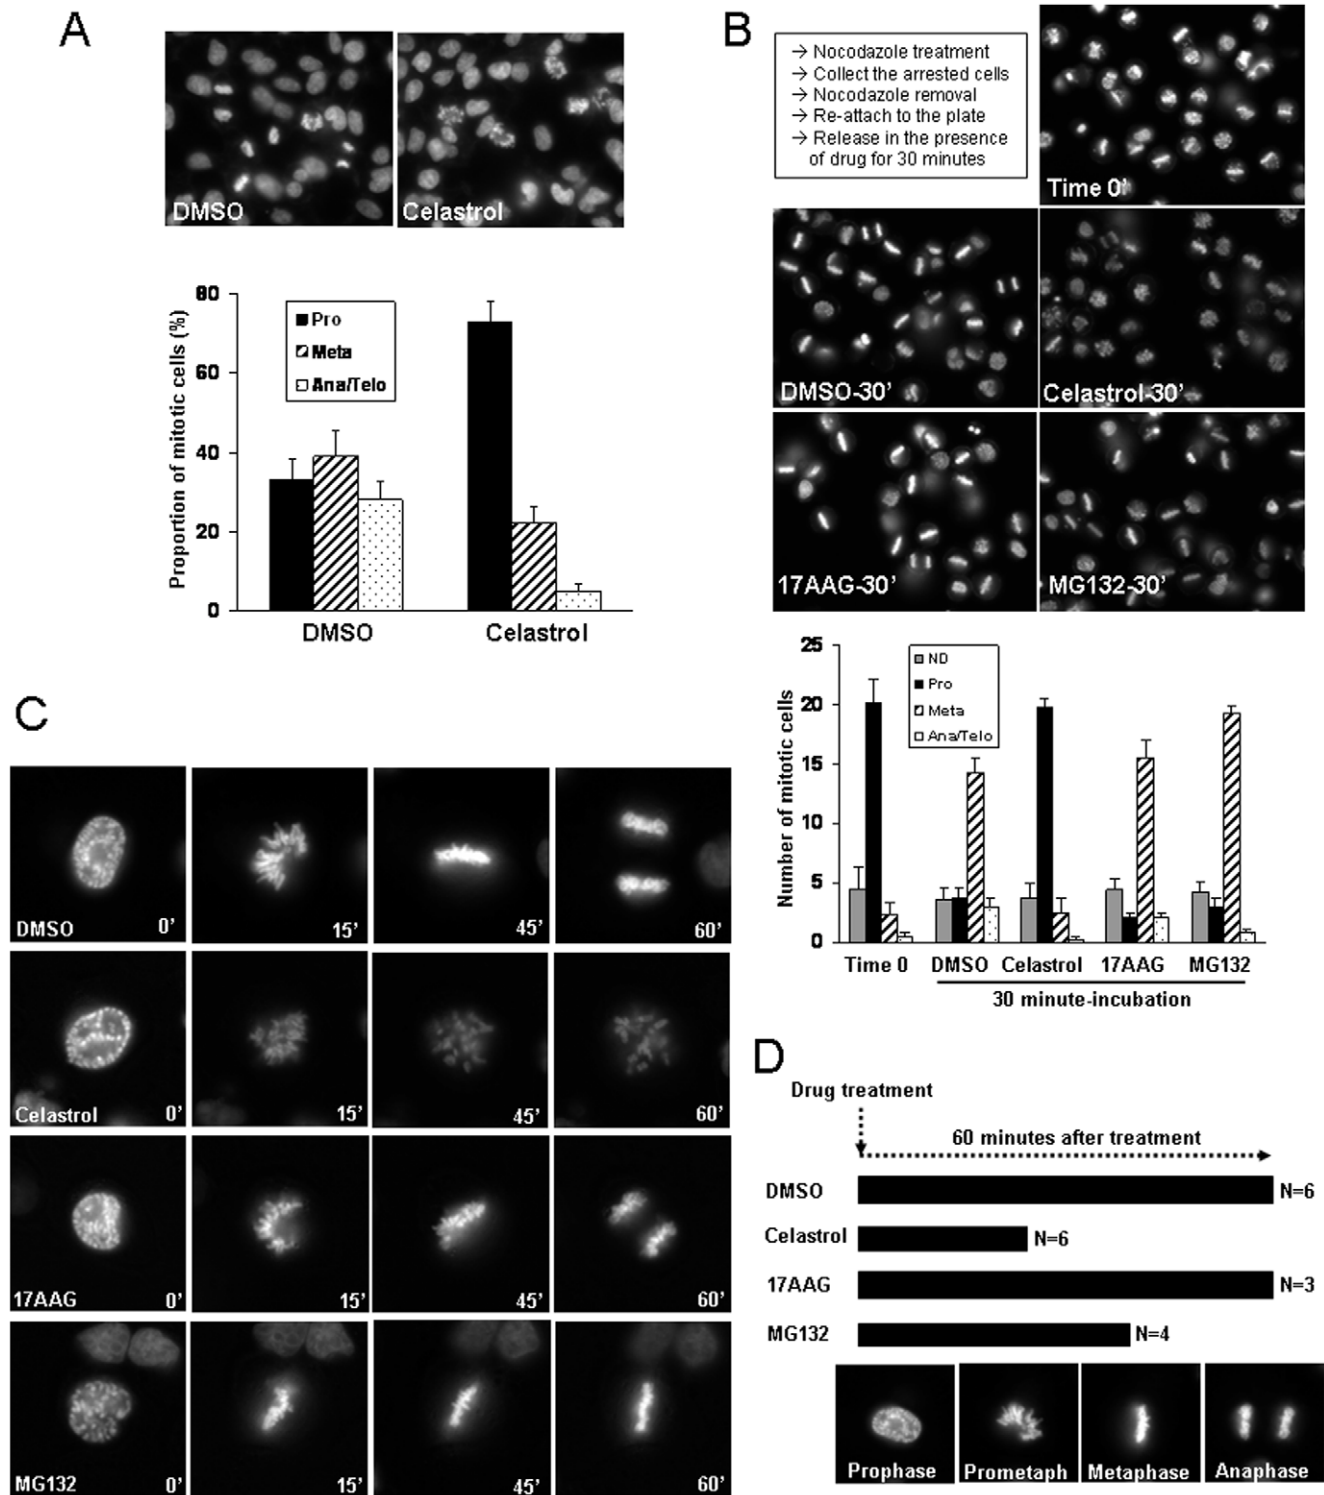 A
DMSO
Celastrol
Proportion of mitotic cells (%)
80
60
40
20
0
Pro
Meta
Ana/Telo
DMSO
Celastrol
B
→ Nocodazole treatment
→ Collect the arrested cells
→ Nocodazole removal
→ Re-attach to the plate
→ Release in the presence
of drug for 30 minutes
Time 0'
DMSO-30'
Celastrol-30'
17AAG-30'
MG132-30'
Number of mitotic cells
25
20
15
10
5
0
ND
Pro
Meta
Ana/Telo
Time 0
DMSO
Celastrol
17AAG
MG132
30 minute-incubation
C
DMSO
0'
15'
45'
60'
Celastrol
0'
15'
45'
60'
17AAG
0'
15'
45'
60'
MG132
0'
15'
45'
60'
D
Drug treatment
60 minutes after treatment
DMSO
N=6
Celastrol
N=6
17AAG
N=3
MG132
N=4
Prophase
Prometaph
Metaphase
Anaphase